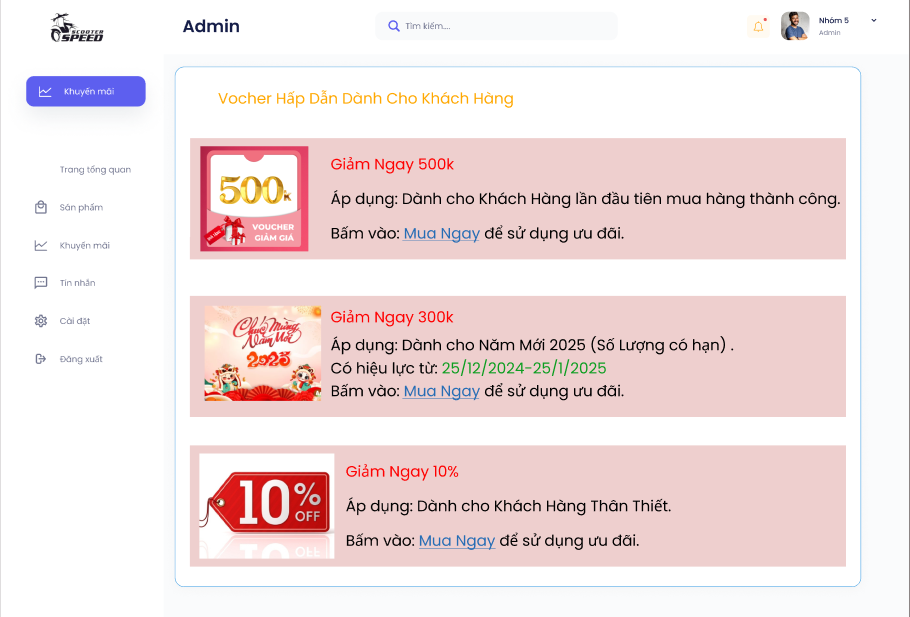 SCOOTER
SPEED
Admin
Tìm kiếm...
Nhóm 5
Admin
Khuyến mãi
Trang tổng quan
Sản phẩm
Khuyến mãi
Tin nhắn
Cài đặt
Đăng xuất
Vocher Hấp Dẫn Dành Cho Khách Hàng
500K
VOUCHER
GIẢM GIÁ
Giảm Ngay 500k
Áp dụng: Dành cho Khách Hàng lần đầu tiên mua hàng thành công.
Bấm vào: Mua Ngay để sử dụng ưu đãi.
Chúc Mừng
Năm Mới
2025
Giảm Ngay 300k
Áp dụng: Dành cho Năm Mới 2025 (Số Lượng có hạn) .
Có hiệu lực từ: 25/12/2024-25/1/2025
Bấm vào: Mua Ngay để sử dụng ưu đãi.
10%
OFF
Giảm Ngay 10%
Áp dụng: Dành cho Khách Hàng Thân Thiết.
Bấm vào: Mua Ngay để sử dụng ưu đãi.